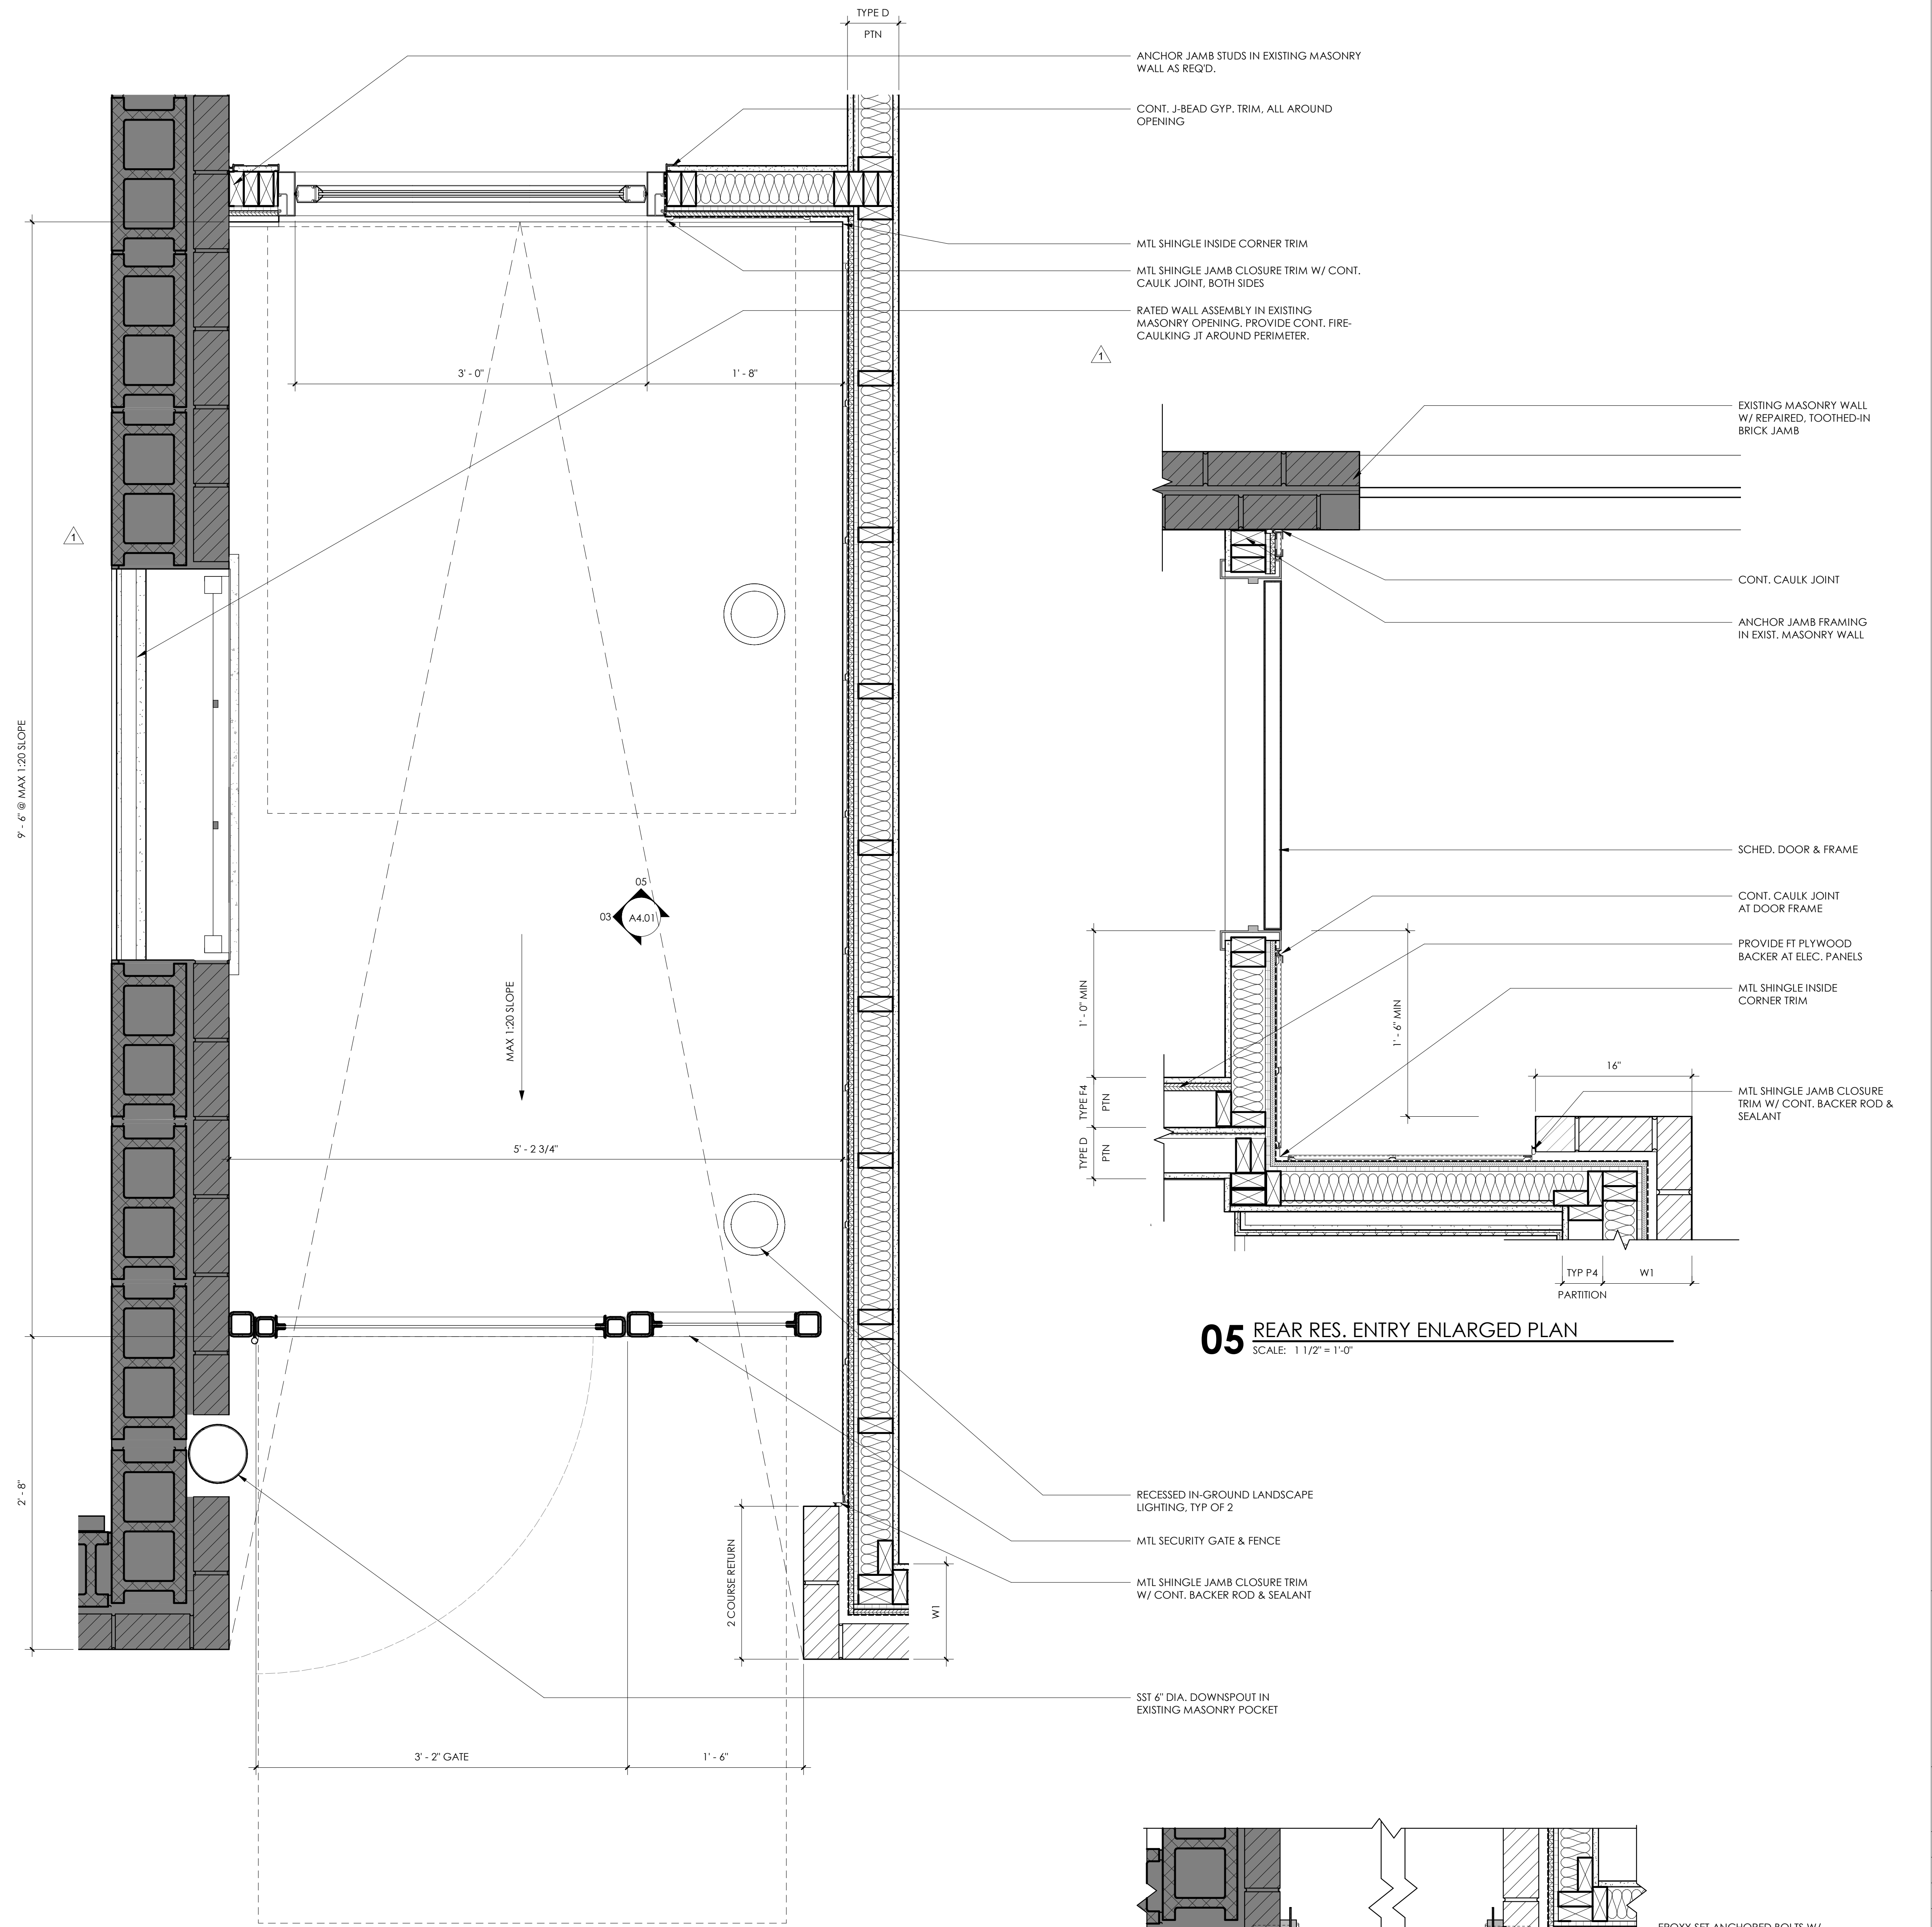 TYPE D
PTN
ANCHOR JAMB STUDS IN EXISTING MASONRY
WALL AS REQ'D.
CONT. J-BEAD GYP. TRIM, ALL AROUND
OPENING
MTL SHINGLE INSIDE CORNER TRIM
MTL SHINGLE JAMB CLOSURE TRIM W/ CONT.
CAULK JOINT, BOTH SIDES
RATED WALL ASSEMBLY IN EXISTING
MASONRY OPENING. PROVIDE CONT. FIRE-
CAULKING JT AROUND PERIMETER.
1
3' - 0"
1' - 8"
1
9' - 6" @ MAX 1:20 SLOPE
05
03
A4.01
MAX 1:20 SLOPE
5' - 2 3/4"
2' - 8"
2 COURSE RETURN
W1
3' - 2" GATE
1' - 6"
RECESSED IN-GROUND LANDSCAPE
LIGHTING, TYP OF 2
MTL SECURITY GATE & FENCE
MTL SHINGLE JAMB CLOSURE TRIM
W/ CONT. BACKER ROD & SEALANT
SST 6" DIA. DOWNSPOUT IN
EXISTING MASONRY POCKET
EXISTING MASONRY WALL
W/ REPAIRED, TOOTHED-IN
BRICK JAMB
CONT. CAULK JOINT
ANCHOR JAMB FRAMING
IN EXIST. MASONRY WALL
SCHED. DOOR & FRAME
CONT. CAULK JOINT
AT DOOR FRAME
PROVIDE FT PLYWOOD
BACKER AT ELEC. PANELS
MTL SHINGLE INSIDE
CORNER TRIM
MTL SHINGLE JAMB CLOSURE
TRIM W/ CONT. BACKER ROD &
SEALANT
1' - 0" MIN
1' - 6" MIN
16"
TYPE F4
PTN
TYPE D
PTN
TYP P4
PARTITION
W1
05 REAR RES. ENTRY ENLARGED PLAN
SCALE: 1 1/2" = 1'-0"
EPOXY SET ANCHORED BOLTS W/